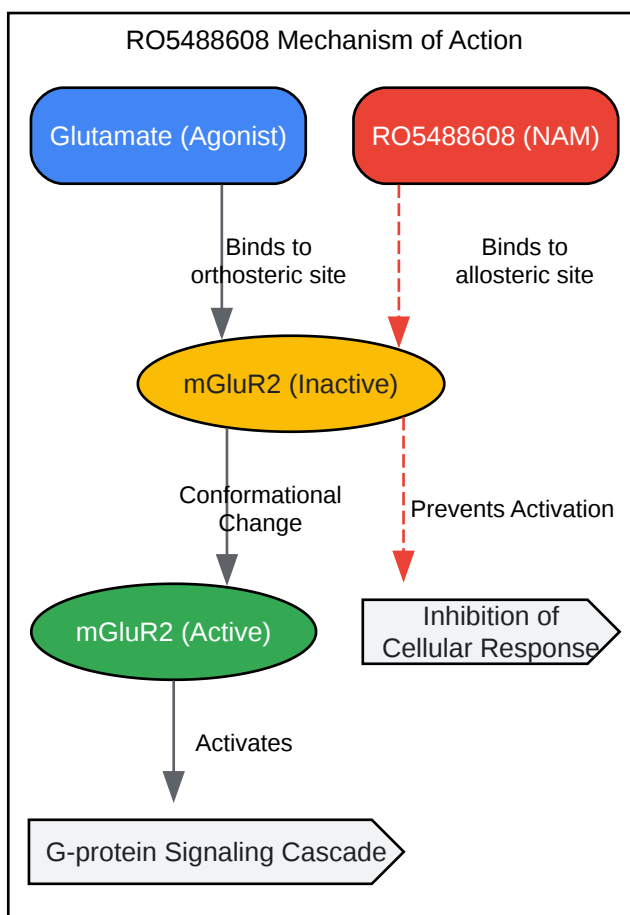 RO5488608 Mechanism of Action
Glutamate (Agonist)
RO5488608 (NAM)
Binds to
orthosteric site
Binds to
allosteric site
mGluR2 (Inactive)
Conformational
Change
Prevents Activation
mGluR2 (Active)
Inhibition of
Cellular Response
Activates
G-protein Signaling Cascade